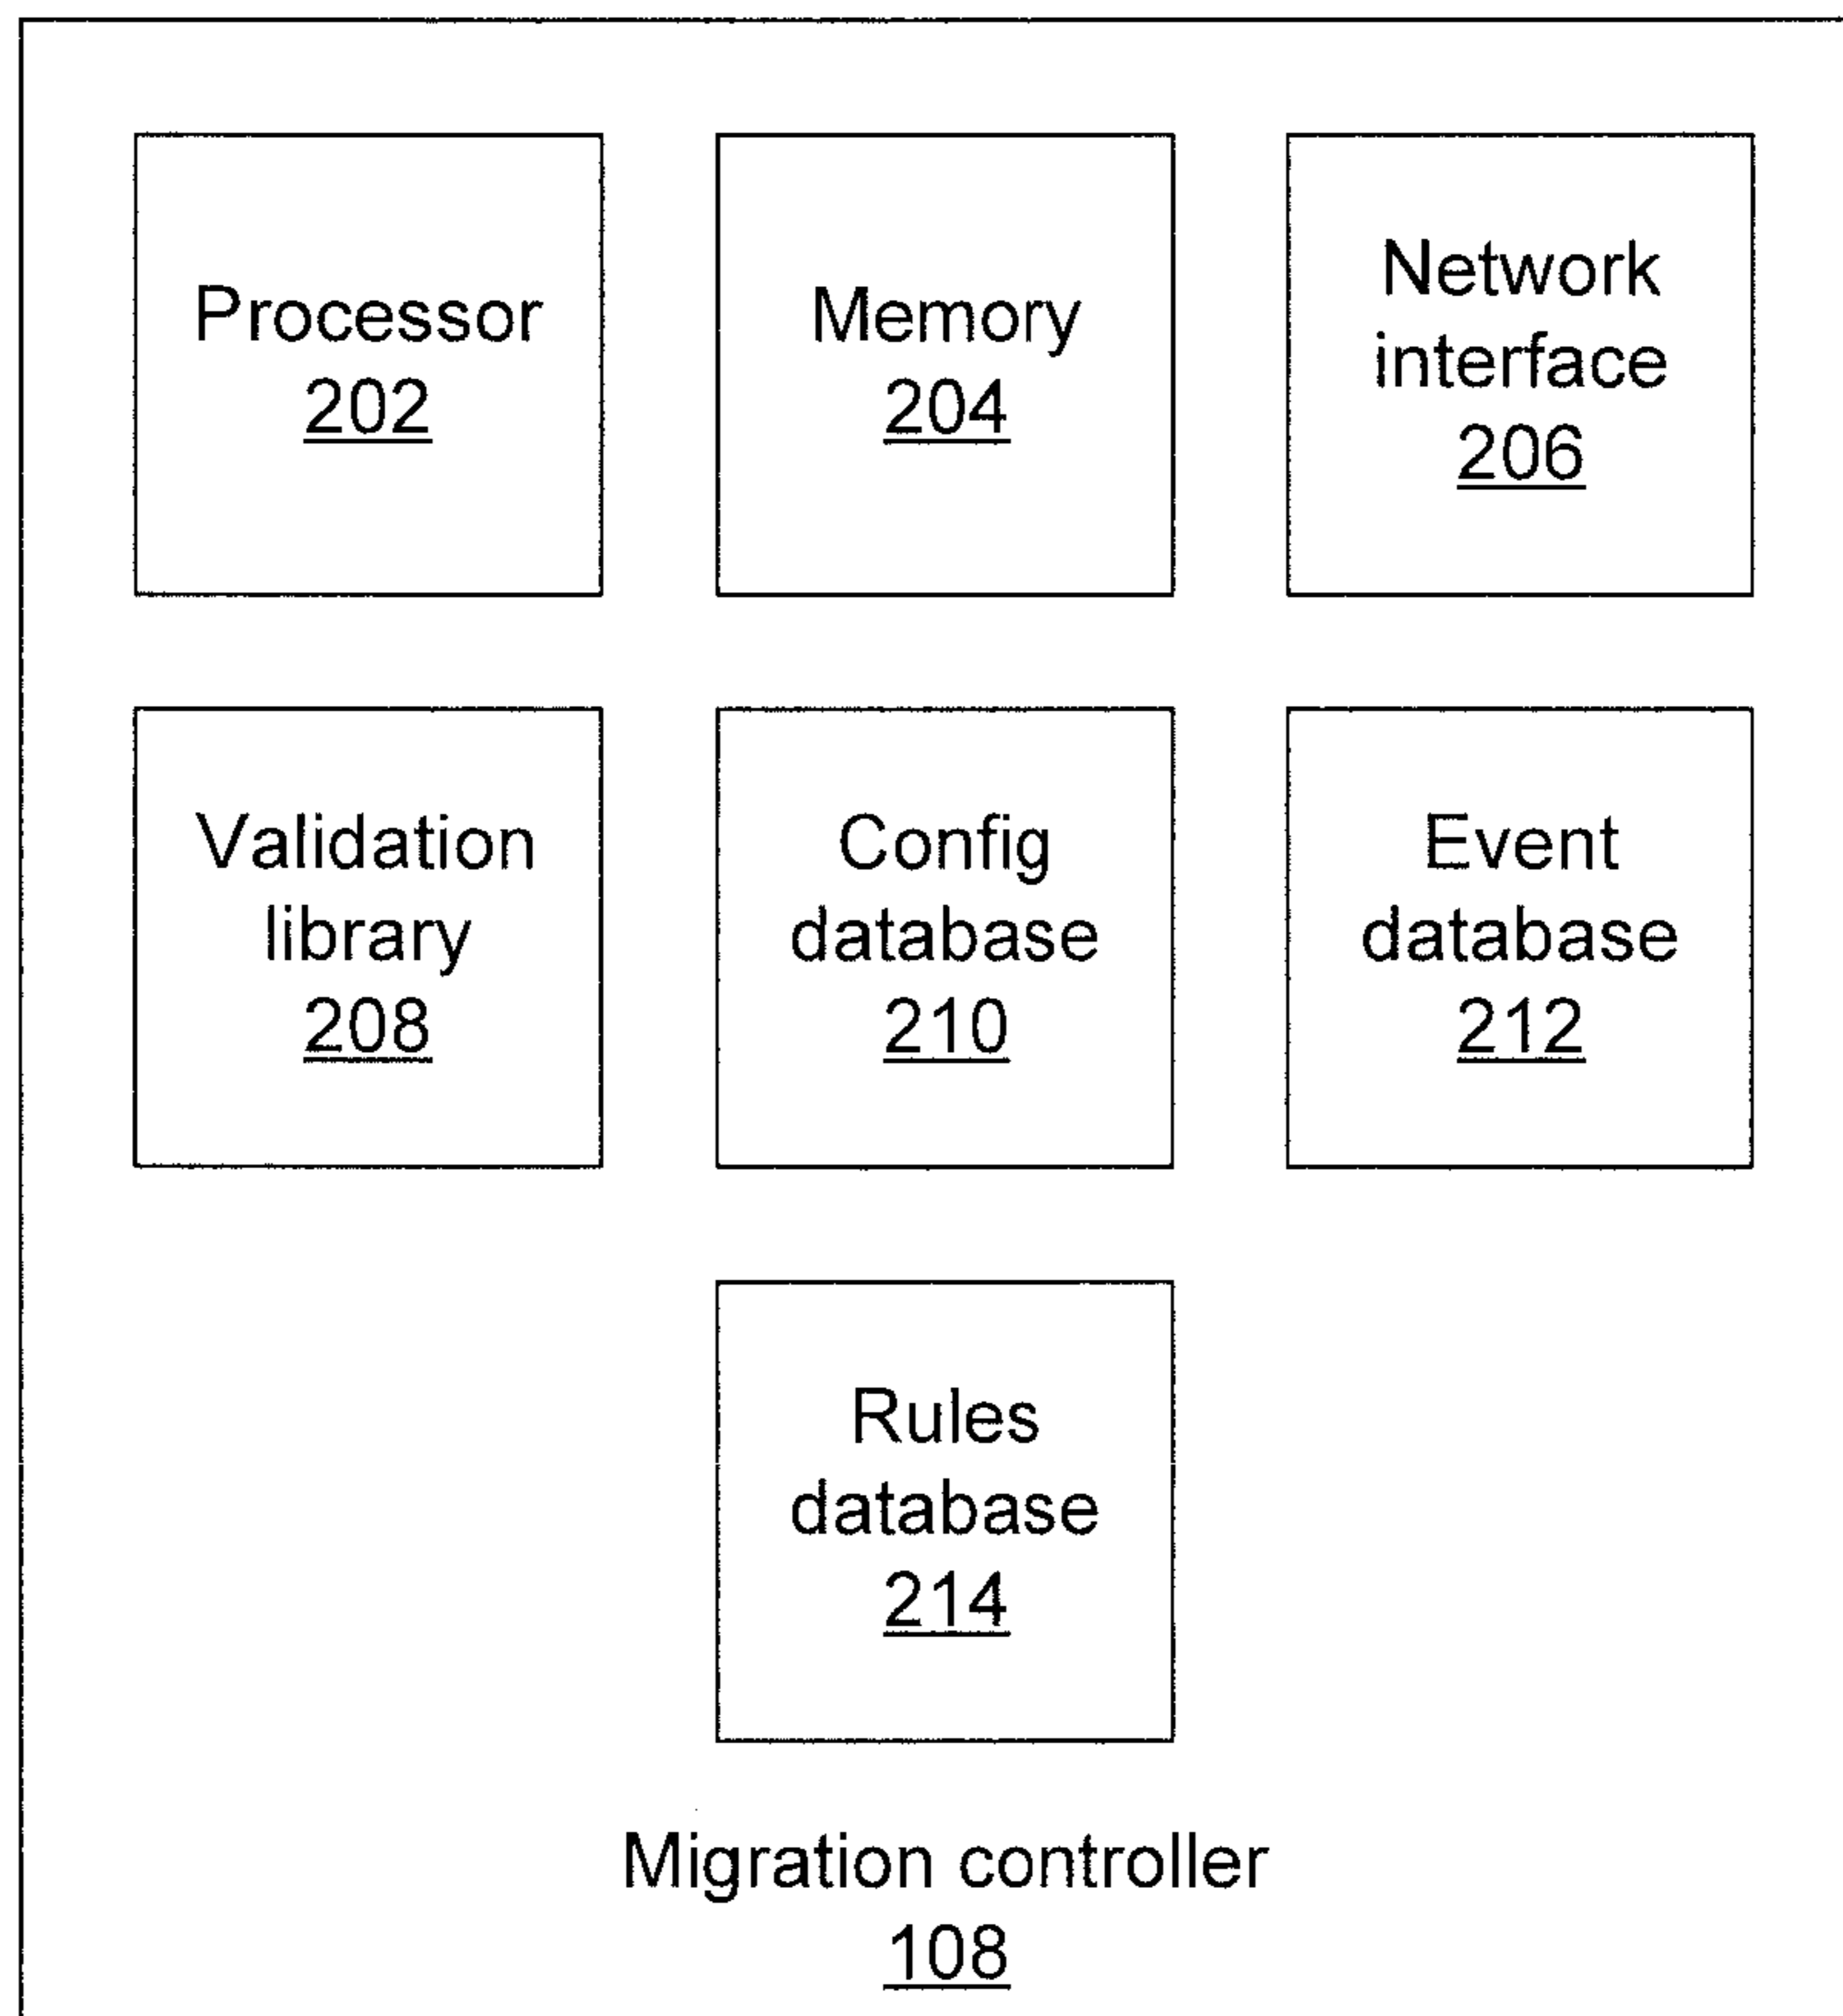 Processor
202
Memory
204
Network
interface
206
Validation
library
208
Config
database
210
Event
database
212
Rules
database
214
Migration controller
108